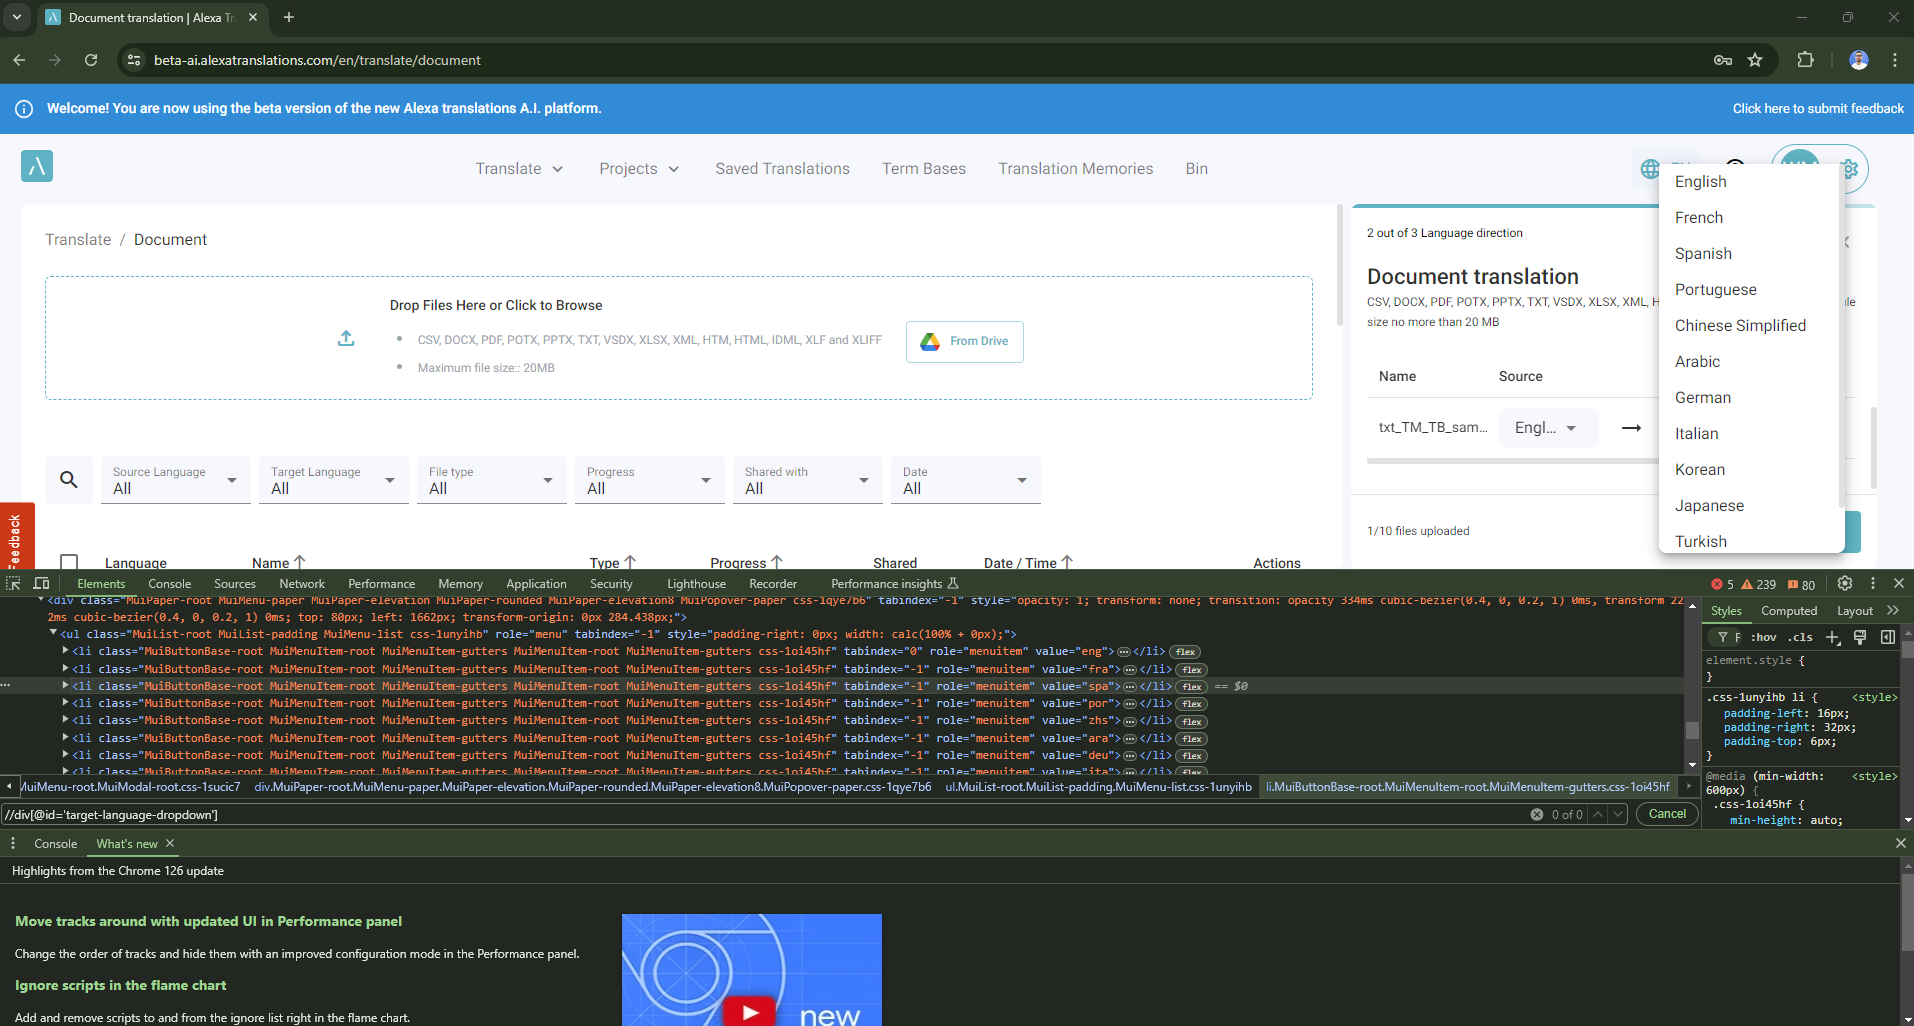 Document translation | Alexa Tr
beta-ai.alexatranslations.com/en/translate/document
Welcome! You are now using the beta version of the new Alexa translations A.I. platform.
Click here to submit feedback
Translate
Projects
Saved Translations
Term Bases
Translation Memories
Bin
Translate / Document
Drop Files Here or Click to Browse
• CSV, DOCX, PDF, POTX, PPTX, TXT, VSDX, XLSX, XML, HTM, HTML, IDML, XLF and XLIFF
• Maximum file size:: 20MB
From Drive
Source Language
All
Target Language
All
File type
All
Progress
All
Shared with
All
Date
All
Feedback
Language
Name
Type
Progress
Shared
Date / Time
Actions
2 out of 3 Language direction
Document translation
CSV, DOCX, PDF, POTX, PPTX, TXT, VSDX, XLSX, XML, H
size no more than 20 MB
Name
Source
txt_TM_TB_sam...
Engl...
1/10 files uploaded
English
French
Spanish
Portuguese
Chinese Simplified
Arabic
German
Italian
Korean
Japanese
Turkish
Elements
Console
Sources
Network
Performance
Memory
Application
Security
Lighthouse
Recorder
Performance insights
5
239
80
<div class="MuiPaper-root MuiMenu-paper MuiPaper-elevation MuiPaper-rounded MuiPaper-elevation8 MuiPopover-paper css-1qye7b6" tabindex="-1" style="opacity: 1; transform: none; transition: opacity 334ms cubic-bezier(0.4, 0, 0.2, 1) 0ms, transform 22
2ms cubic-bezier(0.4, 0, 0.2, 1) 0ms; top: 80px; left: 1662px; transform-origin: 0px 284.438px;">
<ul class="MuiList-root MuiList-padding MuiMenu-list css-1unyihb" role="menu" tabindex="-1" style="padding-right: 0px; width: calc(100% + 0px);">
<li class="MuiButtonBase-root MuiMenuItem-root MuiMenuItem-gutters MuiMenuItem-root MuiMenuItem-gutters css-1oi45hf" tabindex="0" role="menuitem" value="eng">…</li> flex
<li class="MuiButtonBase-root MuiMenuItem-root MuiMenuItem-gutters MuiMenuItem-root MuiMenuItem-gutters css-1oi45hf" tabindex="-1" role="menuitem" value="fra">…</li> flex
<li class="MuiButtonBase-root MuiMenuItem-root MuiMenuItem-gutters MuiMenuItem-root MuiMenuItem-gutters css-1oi45hf" tabindex="-1" role="menuitem" value="spa">…</li> flex == $0
<li class="MuiButtonBase-root MuiMenuItem-root MuiMenuItem-gutters MuiMenuItem-root MuiMenuItem-gutters css-1oi45hf" tabindex="-1" role="menuitem" value="por">…</li> flex
<li class="MuiButtonBase-root MuiMenuItem-root MuiMenuItem-gutters MuiMenuItem-root MuiMenuItem-gutters css-1oi45hf" tabindex="-1" role="menuitem" value="zhs">…</li> flex
<li class="MuiButtonBase-root MuiMenuItem-root MuiMenuItem-gutters MuiMenuItem-root MuiMenuItem-gutters css-1oi45hf" tabindex="-1" role="menuitem" value="ara">…</li> flex
<li class="MuiButtonBase-root MuiMenuItem-root MuiMenuItem-gutters MuiMenuItem-root MuiMenuItem-gutters css-1oi45hf" tabindex="-1" role="menuitem" value="deu">…</li> flex
<li class="MuiButtonBase-root MuiMenuItem-root MuiMenuItem-gutters MuiMenuItem-root MuiMenuItem-gutters css-1oi45hf" tabindex="-1" role="menuitem" value="ita">…</li> flex
MuiMenu-root.MuiModal-root.css-1sucic7
div.MuiPaper-root.MuiMenu-paper.MuiPaper-elevation.MuiPaper-rounded.MuiPaper-elevation8.MuiPopover-paper.css-1qye7b6
ul.MuiList-root.MuiList-padding.MuiMenu-list.css-1unyihb
li.MuiButtonBase-root.MuiMenuItem-root.MuiMenuItem-gutters.css-1oi45hf
//div[@id='target-language-dropdown']
0 of 0
Cancel
Styles
Computed
Layout
F
:hov
.cls
element.style {
}
.css-1unyihb li {
<style>
padding-left: 16px;
padding-right: 32px;
padding-top: 6px;
}
@media (min-width:
<style>
600px) {
.css-1oi45hf {
min-height: auto;
Console
What's new
Highlights from the Chrome 126 update
Move tracks around with updated UI in Performance panel
Change the order of tracks and hide them with an improved configuration mode in the Performance panel.
Ignore scripts in the flame chart
Add and remove scripts to and from the ignore list right in the flame chart.
new